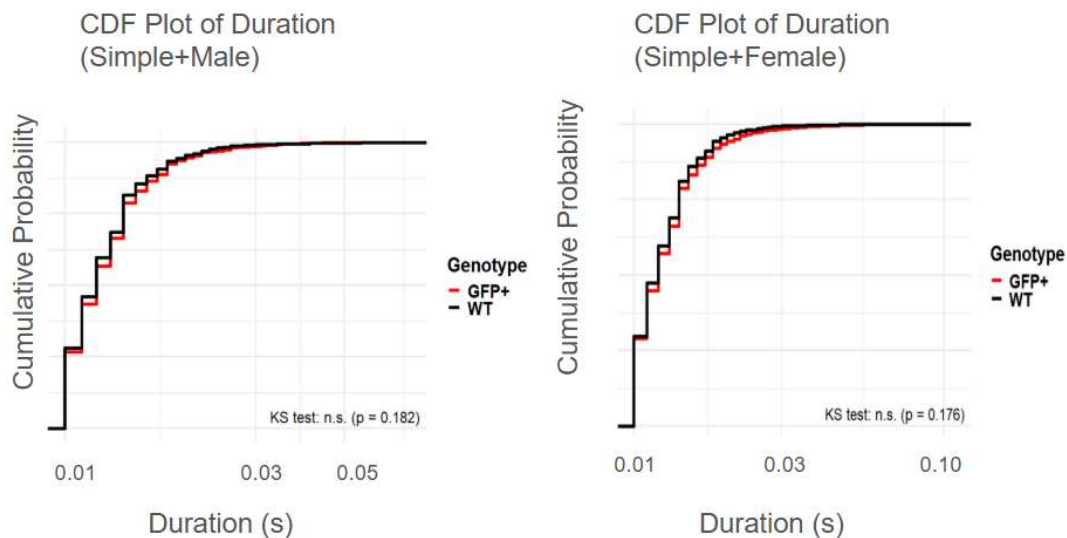 CDF Plot of Duration
(Simple+Male)
Cumulative Probability
Genotype
GFP+
WT
KS test: n.s. (p = 0.182)
0.01
0.03
0.05
Duration (s)
CDF Plot of Duration
(Simple+Female)
Cumulative Probability
Genotype
GFP+
WT
KS test: n.s. (p = 0.176)
0.01
0.03
0.10
Duration (s)